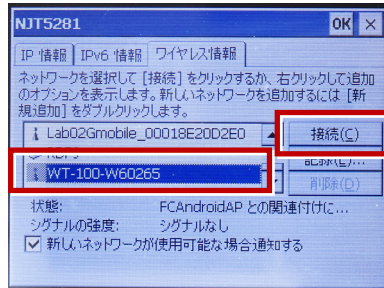 NJT5281 OK ×
IP 情報 IPv6 情報 ワイヤレス情報
ネットワークを選択して [接続] をクリックするか、右クリックして追加
のオプションを表示します。新しいネットワークを追加するには [新
規追加] をダブルクリックします。
Lab02Gmobile_00018E20D2E0 接続(C)
WT-100-W60265
削除(D)
状態: FCAndroidAP との関連付けに...
シグナルの強度: シグナルなし
新しいネットワークが使用可能な場合通知する